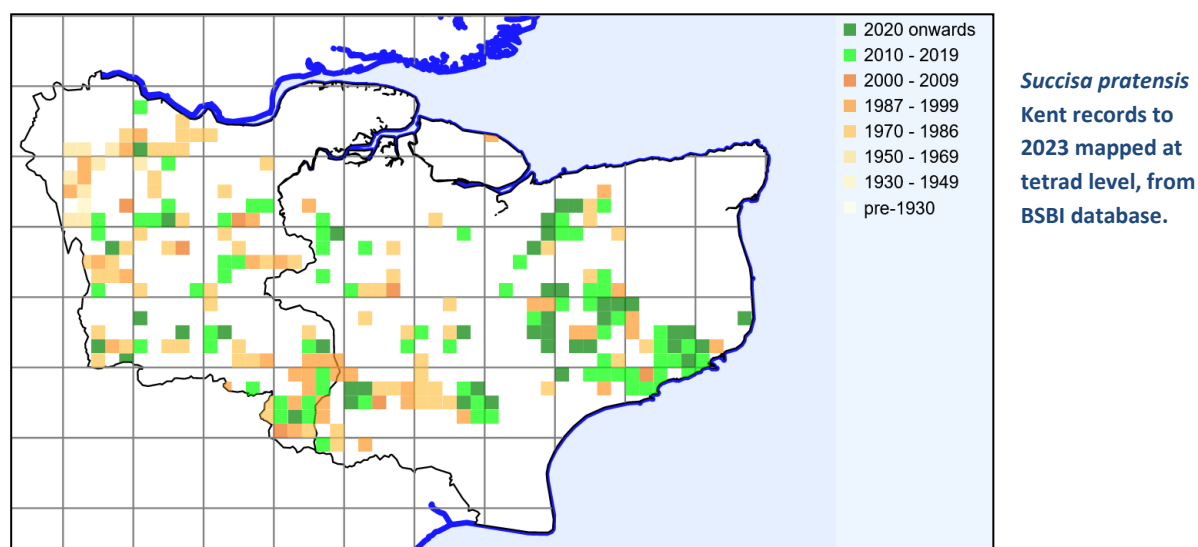 2020 onwards
2010 - 2019
2000 - 2009
1987 - 1999
1970 - 1986
1950 - 1969
1930 - 1949
pre-1930
Succisa pratensis
Kent records to
2023 mapped at
tetrad level, from
BSBI database.